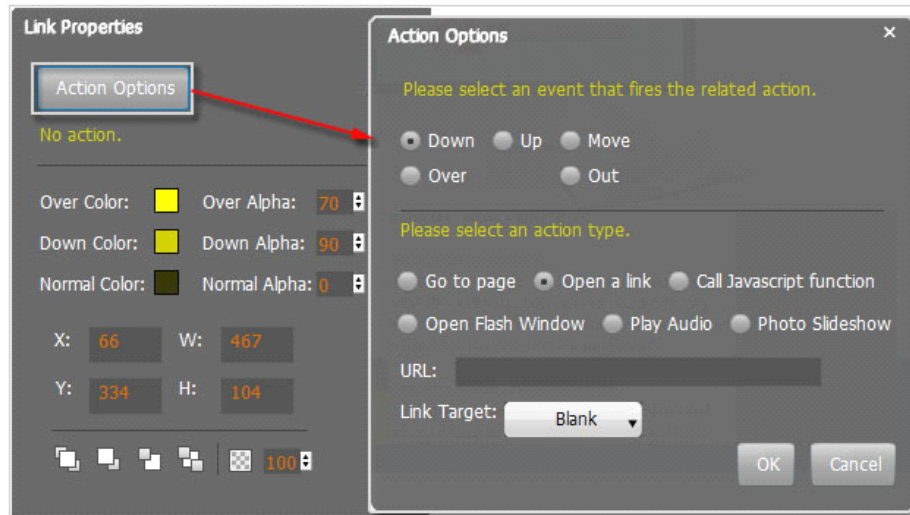 Link Properties
Action Options
No action.
Over Color: Over Alpha: 70
Down Color: Down Alpha: 90
Normal Color: Normal Alpha: 0
X: 66 W: 467
Y: 334 H: 104
100
Action Options
Please select an event that fires the related action.
Down Up Move
Over Out
Please select an action type.
Go to page Open a link Call Javascript function
Open Flash Window Play Audio Photo Slideshow
URL:
Link Target: Blank
OK Cancel